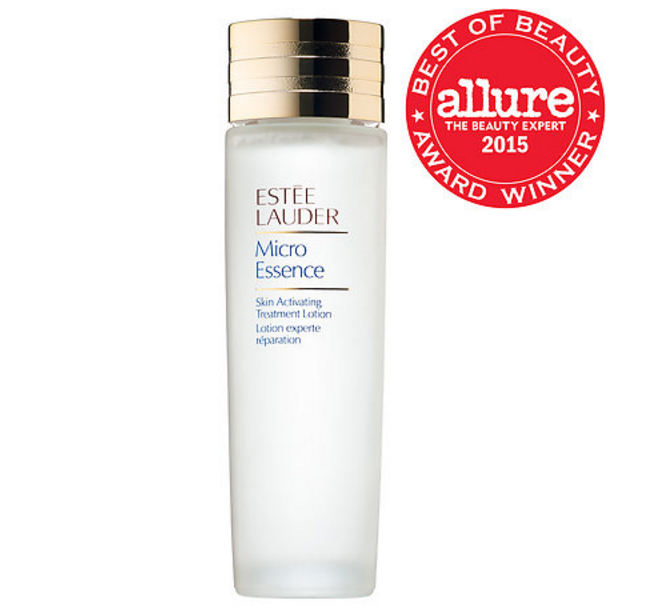 ESTĒE
LAUDER
Micro
Essence
Skin Activating
Treatment Lotion
Lotion experte
réparation
BEST OF BEAUTY
allure
THE BEAUTY EXPERT
2015
AWARD WINNER